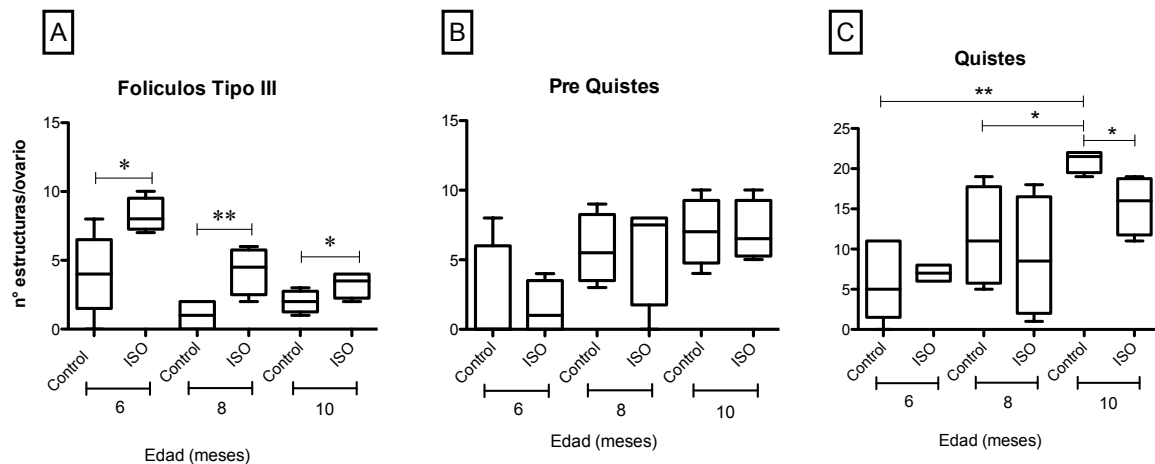 A
Foliculos Tipo III
n° estructuras/ovario
15
10
5
0
*
**
*
Control
ISO
Control
ISO
Control
ISO
6
8
10
Edad (meses)
B
Pre Quistes
15
10
5
0
Control
ISO
Control
ISO
Control
ISO
6
8
10
Edad (meses)
C
Quistes
**
*
*
25
20
15
10
5
0
Control
ISO
Control
ISO
Control
ISO
6
8
10
Edad (meses)